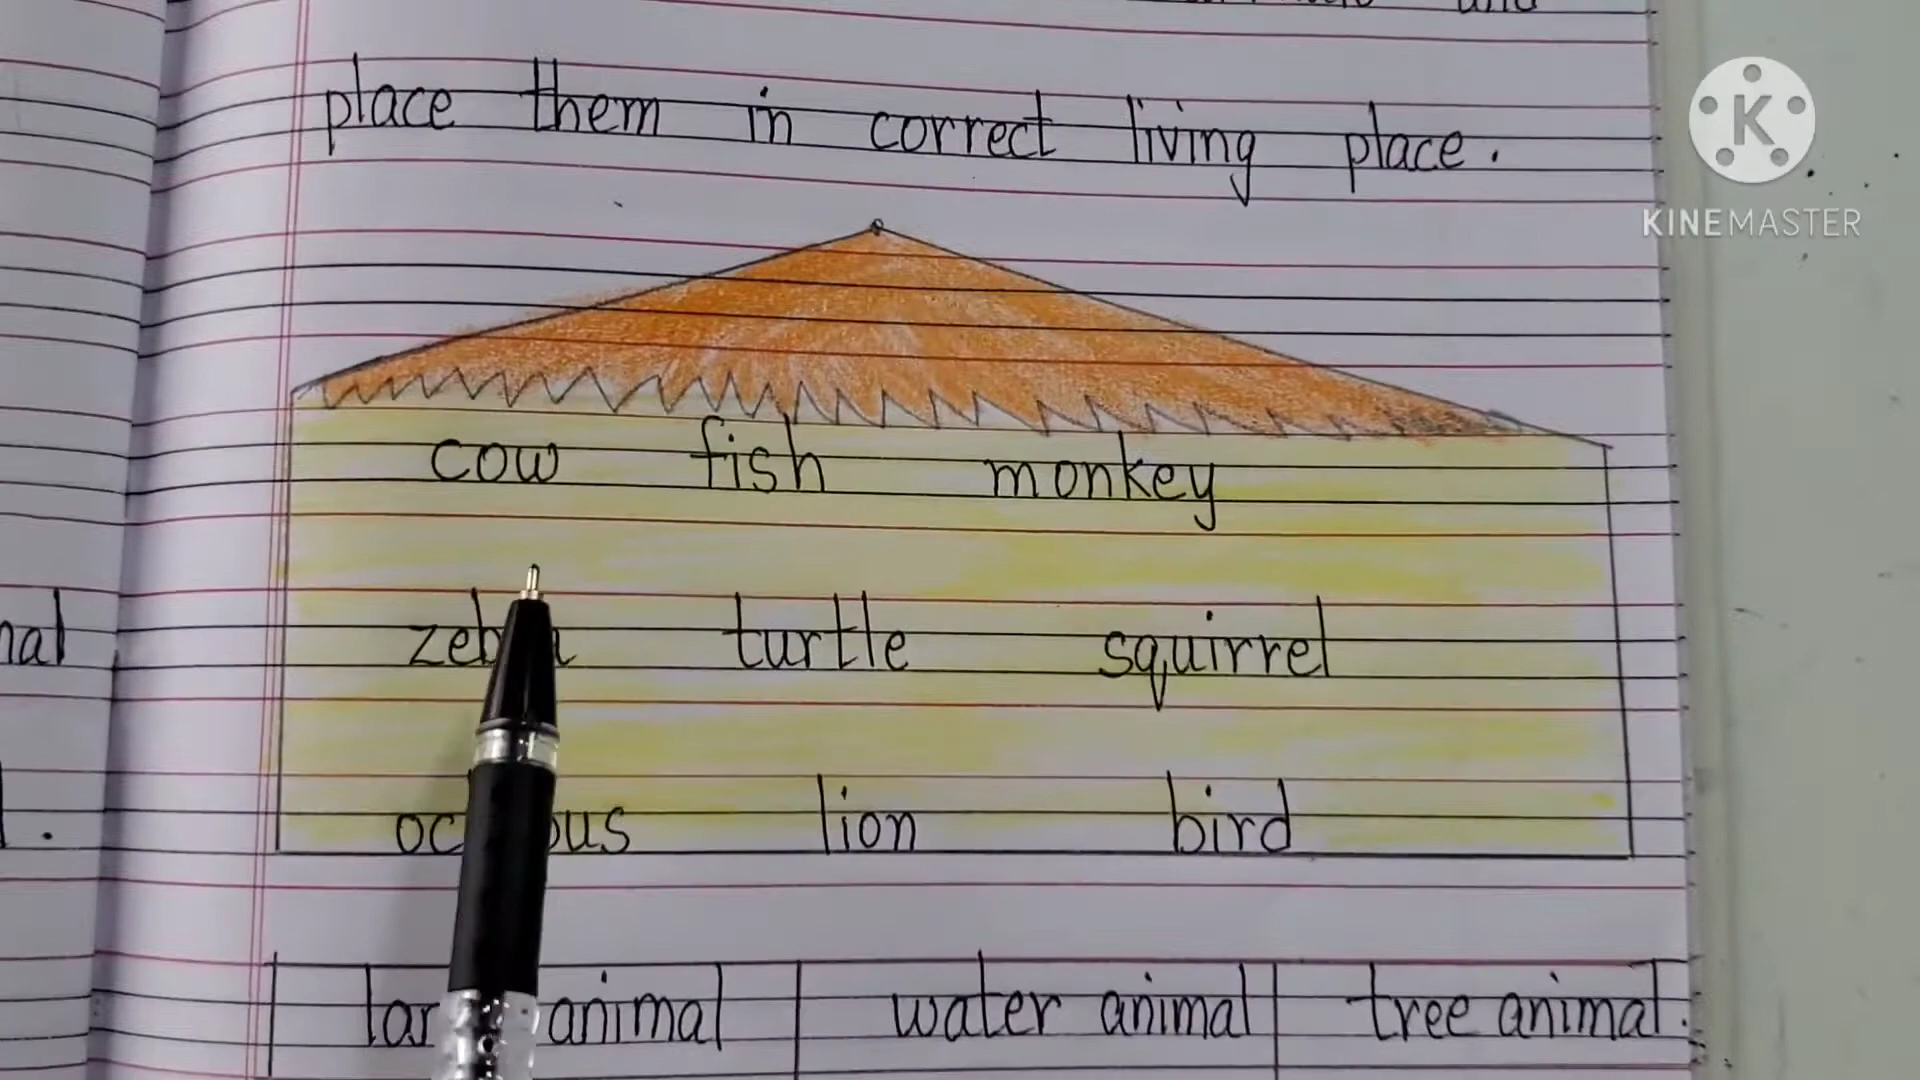 and
place them in correct living place.
KINEMASTER
cow fish monkey
turtle squirrel
lion bird
animal water animal tree animal.